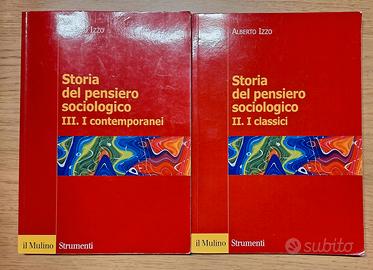 IZZO
Storia
del pensiero
sociologico
III. I contemporanei
il Mulino
Strumenti
ALBERTO IZZO
Storia
del pensiero
sociologico
II. I classici
il Mulino
Strumenti
subito